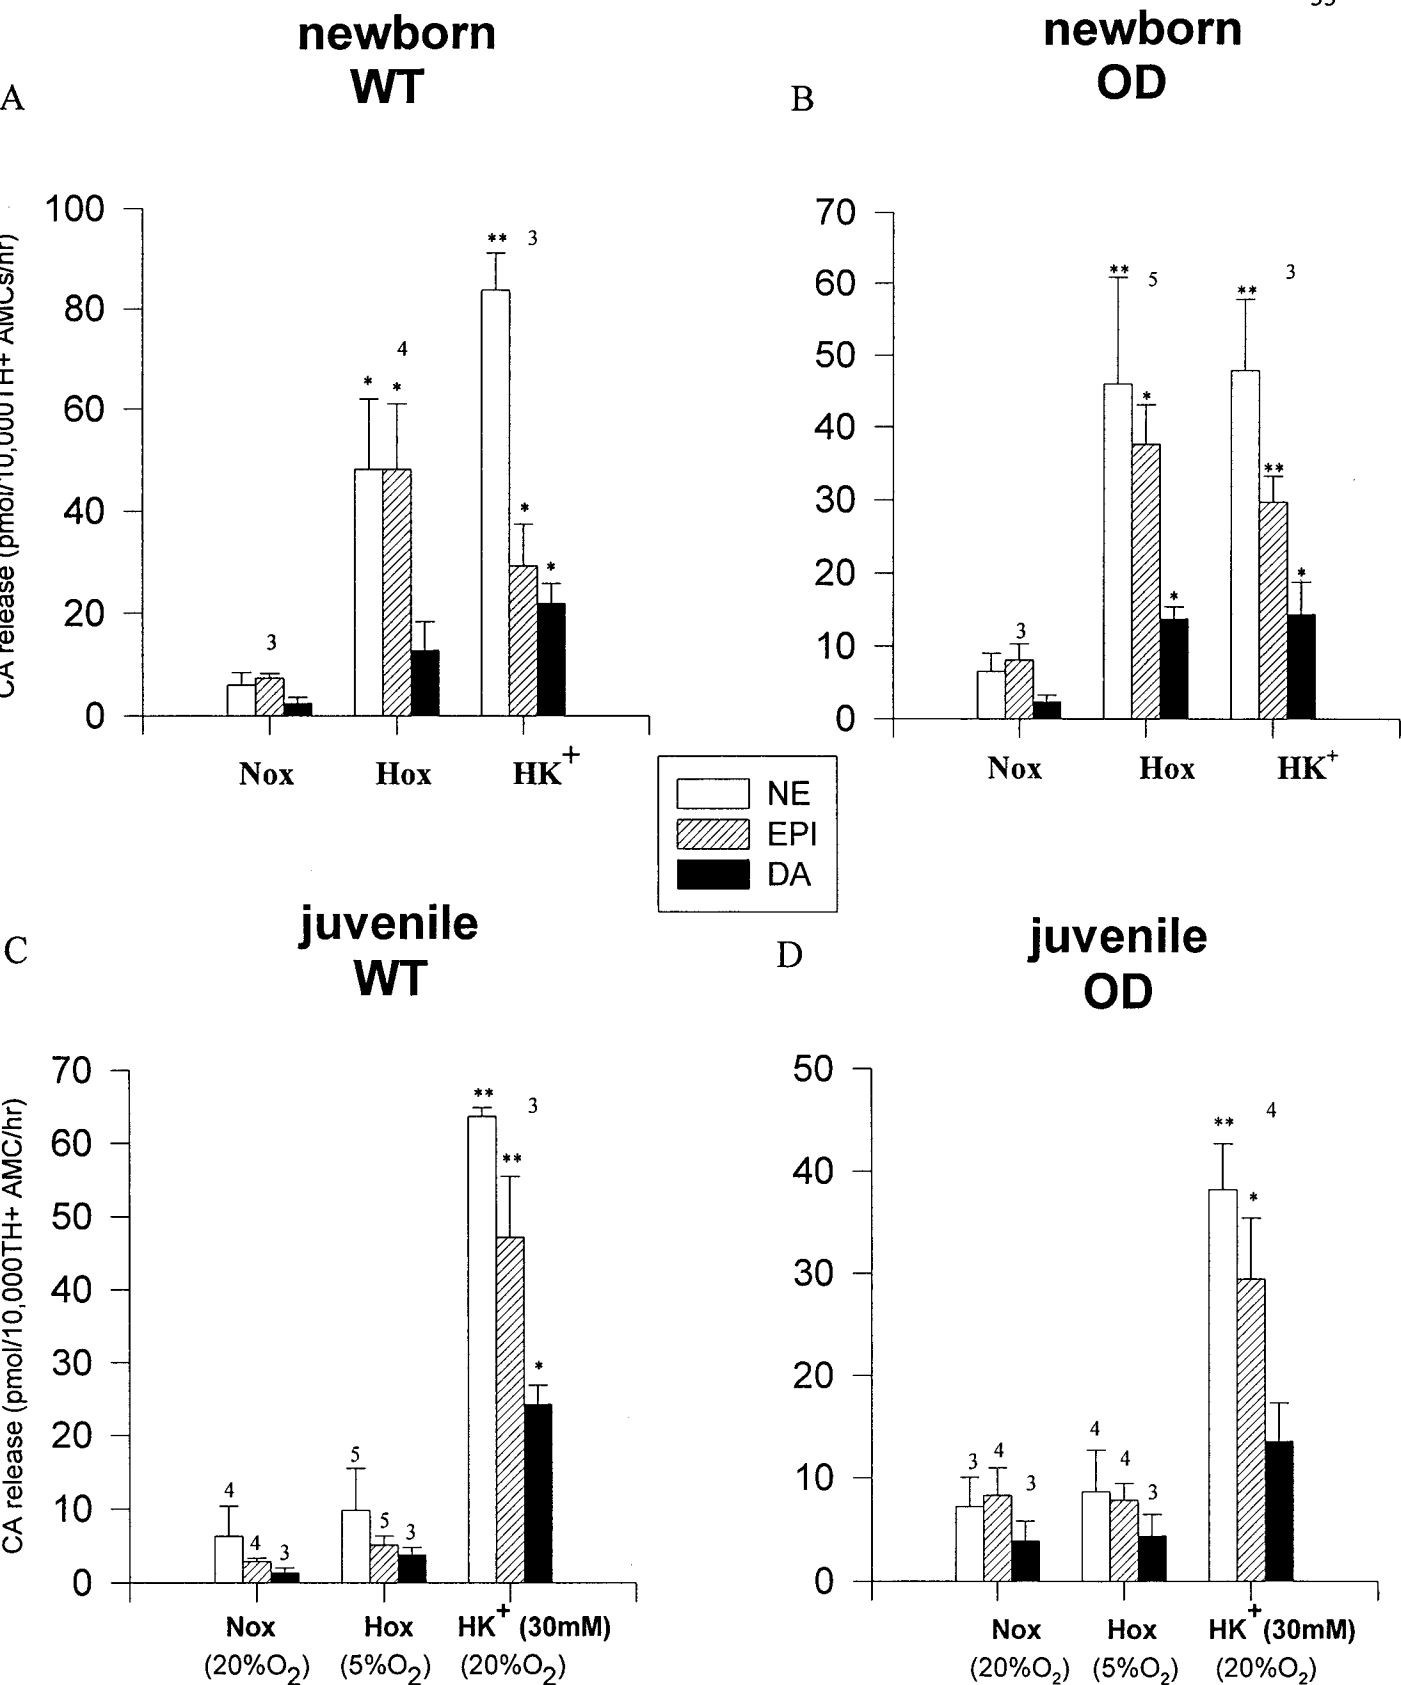 newborn
WT
A
newborn
OD
B
CA release (pmol/10,000TH+ AMCs/hr)
100
80
60
40
20
0
3
* *
4
** 3
*
*
Nox Hox HK+
70
60
50
40
30
20
10
0
3
**
5
*
*
**
3
**
*
Nox Hox HK+
NE
EPI
DA
juvenile
WT
C
juvenile
OD
D
CA release (pmol/10,000TH+ AMC/hr)
70
60
50
40
30
20
10
0
4
4
3
5
5
3
**
3
**
*
Nox Hox HK+ (30mM)
(20%O2) (5%O2) (20%O2)
50
40
30
20
10
0
3
4
3
4
4
3
**
4
*
Nox Hox HK+ (30mM)
(20%O2) (5%O2) (20%O2)